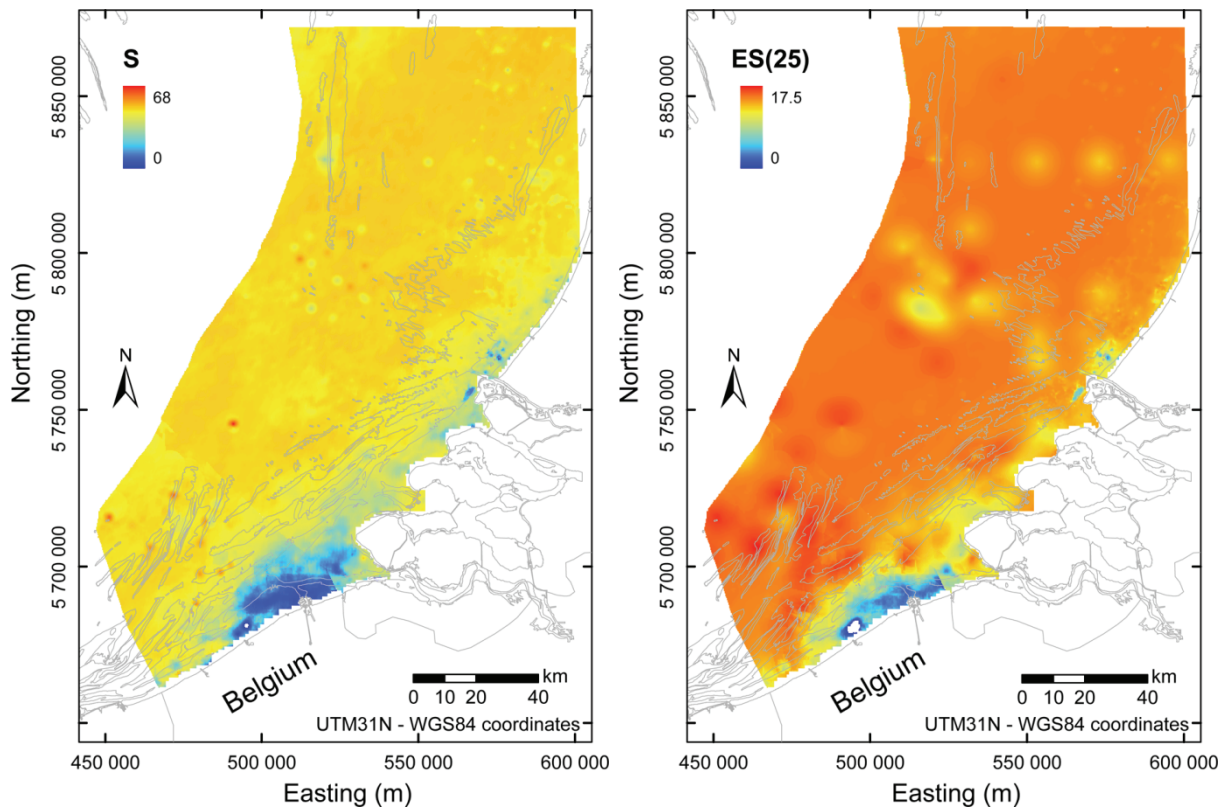 S
68
0
N
Belgium
km
0 10 20 40
UTM31N - WGS84 coordinates
5 850 000
5 800 000
5 750 000
5 700 000
Northing (m)
450 000 500 000 550 000 600 000
Easting (m)
ES(25)
17.5
0
N
Belgium
km
0 10 20 40
UTM31N - WGS84 coordinates
5 850 000
5 800 000
5 750 000
5 700 000
Northing (m)
450 000 500 000 550 000 600 000
Easting (m)